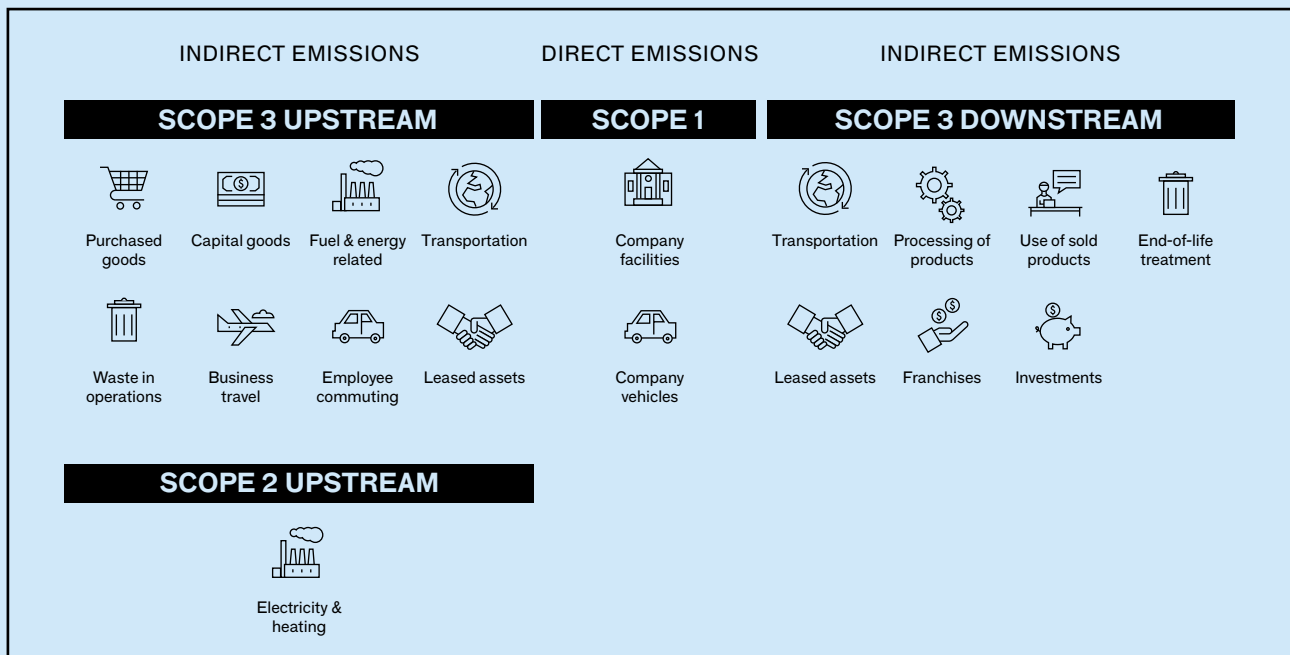 INDIRECT EMISSIONS
DIRECT EMISSIONS
INDIRECT EMISSIONS
SCOPE 3 UPSTREAM
SCOPE 1
SCOPE 3 DOWNSTREAM
Purchased
goods
Capital goods
Fuel & energy
related
Transportation
Company
facilities
Transportation
Processing of
products
Use of sold
products
End-of-life
treatment
Waste in
operations
Business
travel
Employee
commuting
Leased assets
Company
vehicles
Leased assets
Franchises
Investments
SCOPE 2 UPSTREAM
Electricity &
heating